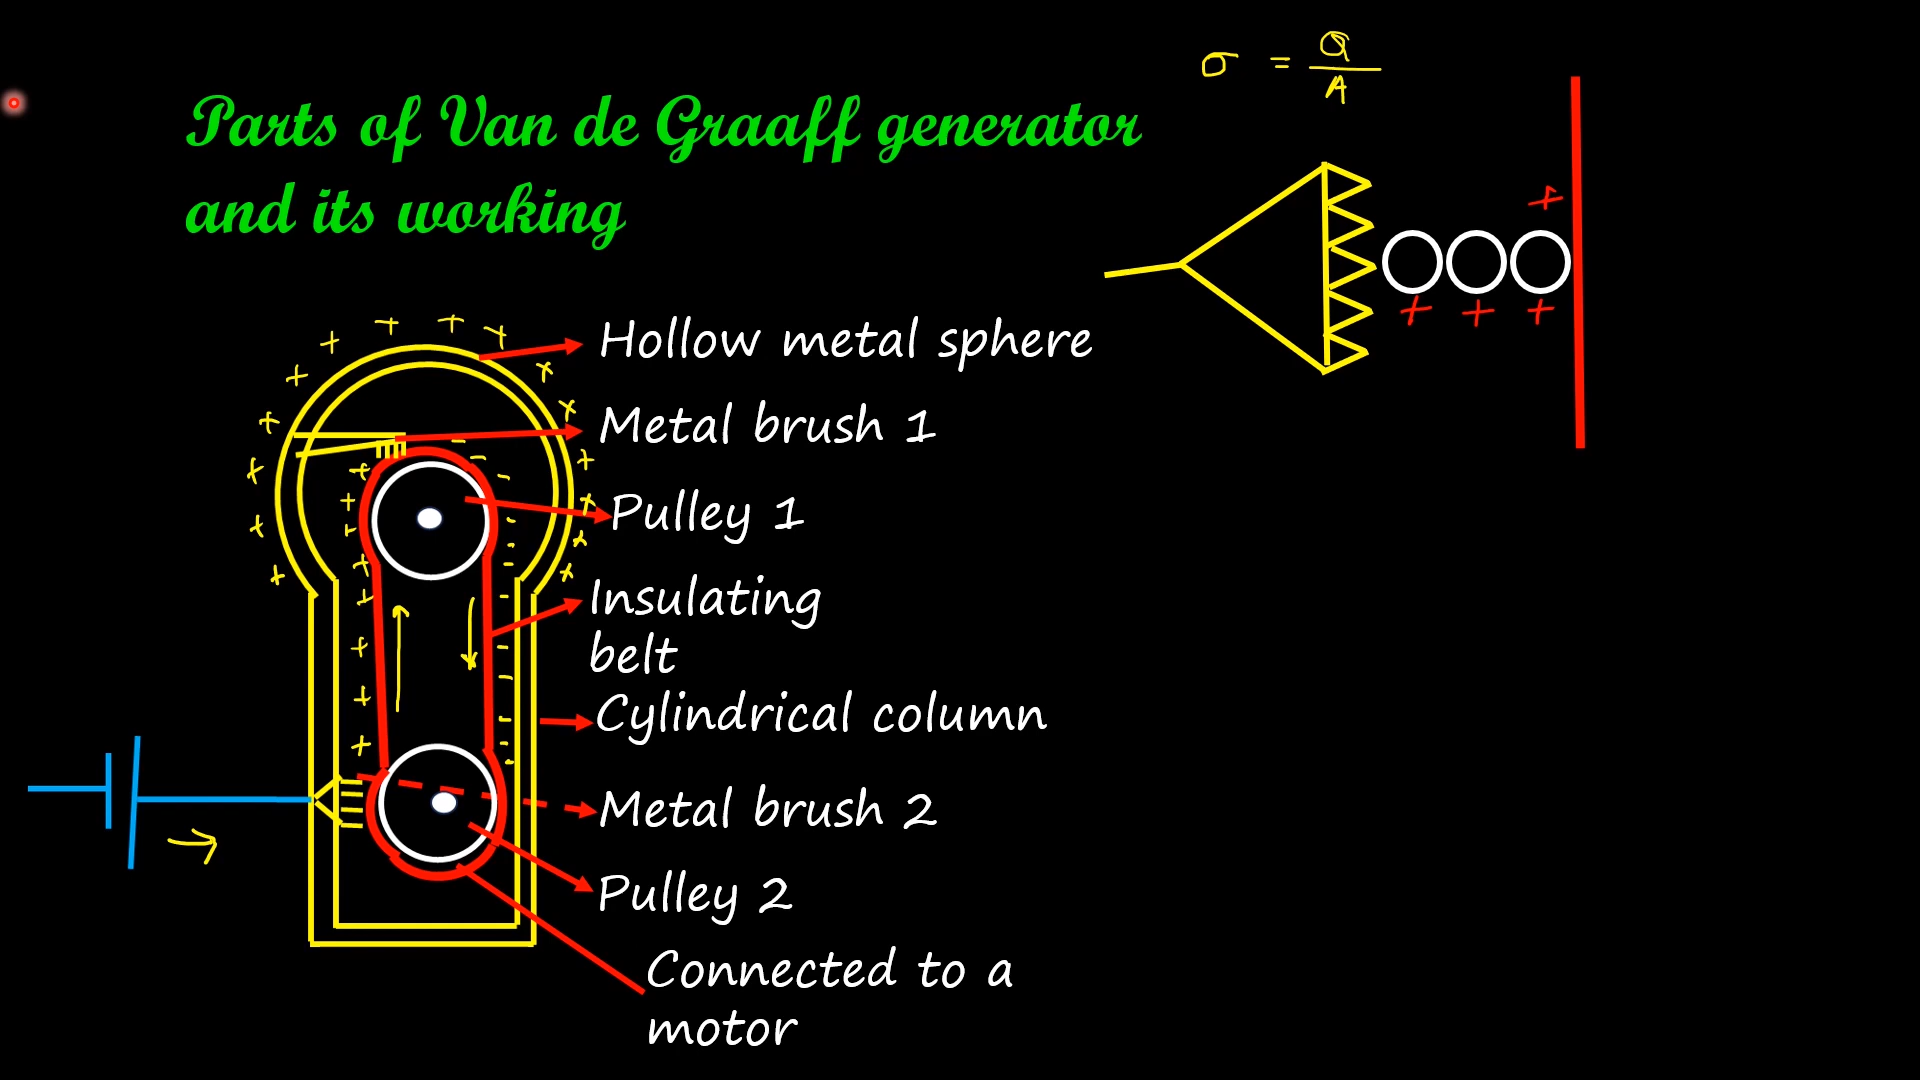 Parts of Van de Graaff generator
and its working
σ = Q
A
Hollow metal sphere
Metal brush 1
Pulley 1
Insulating
belt
Cylindrical column
Metal brush 2
Pulley 2
Connected to a
motor